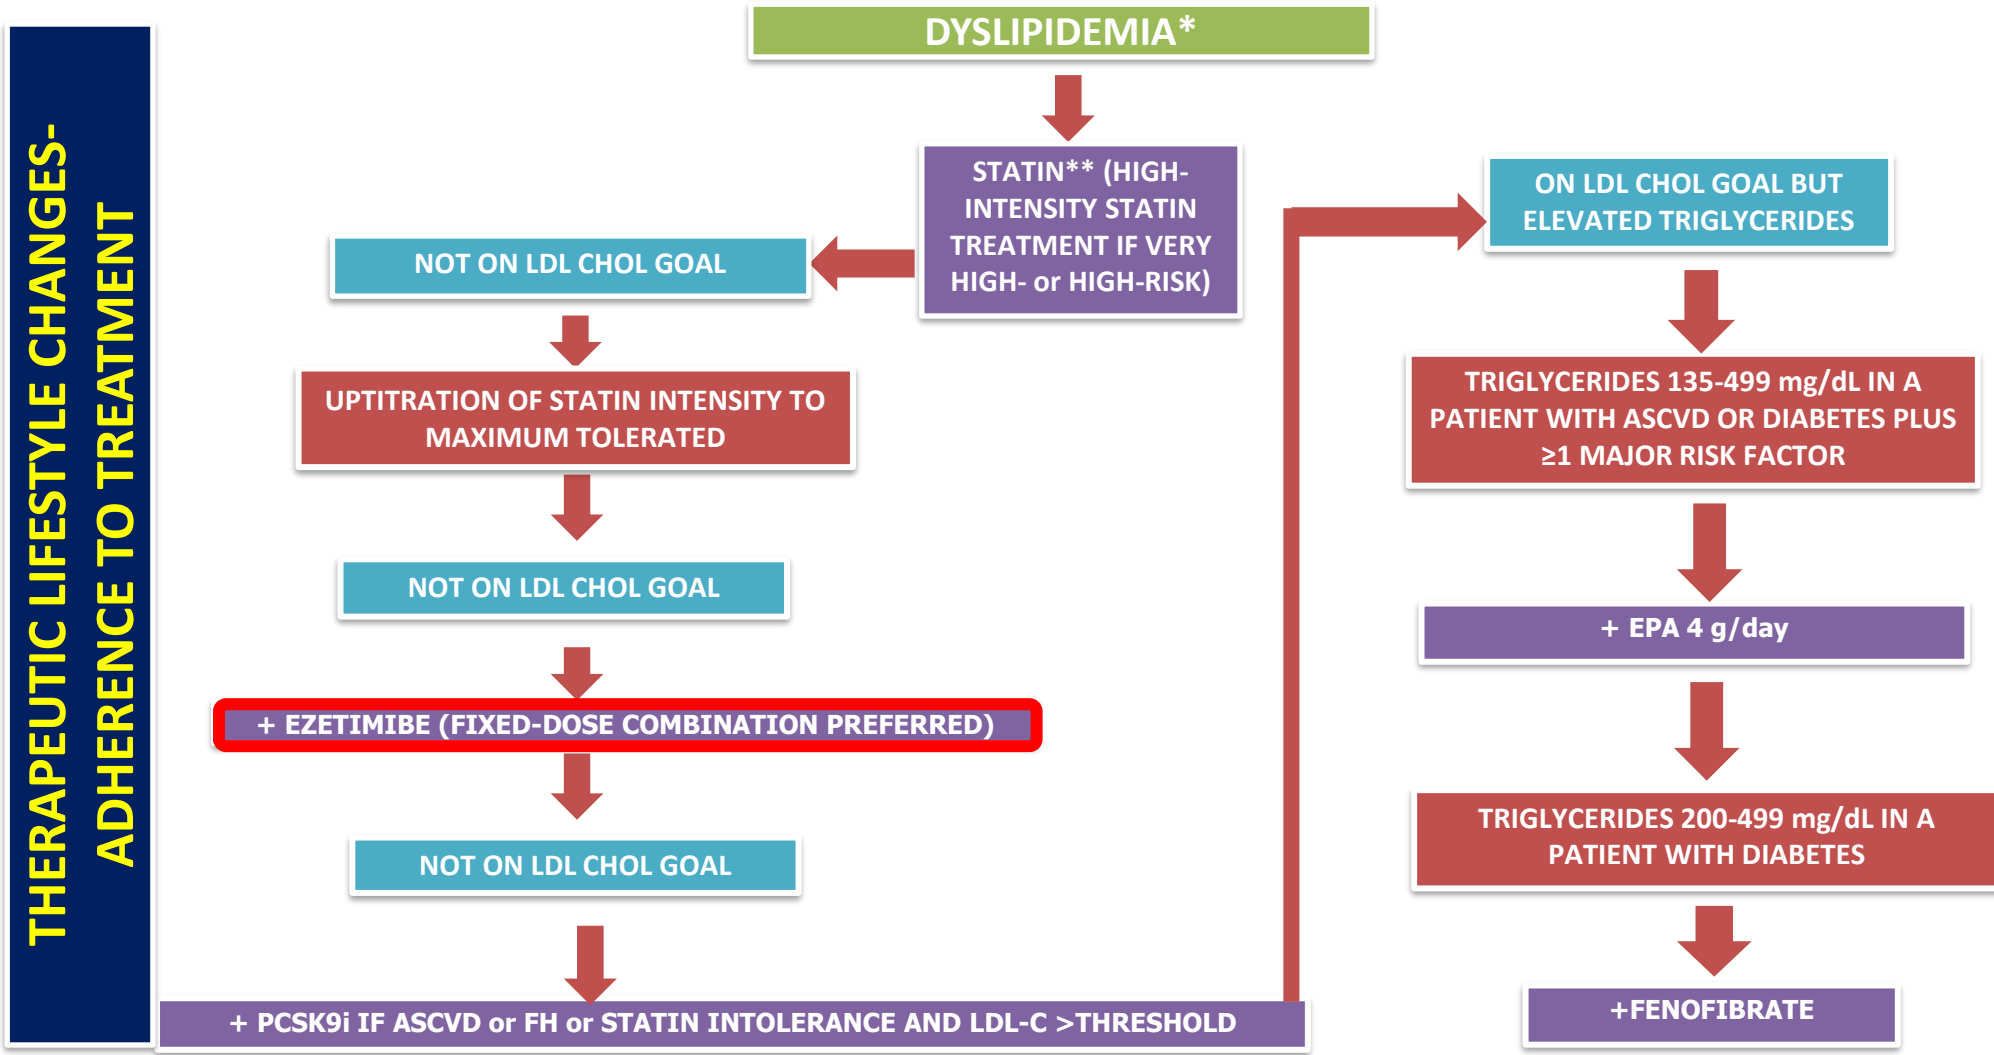 THERAPEUTIC LIFESTYLE CHANGES-
ADHERENCE TO TREATMENT
DYSLIPIDEMIA*
STATIN** (HIGH-
INTENSITY STATIN
TREATMENT IF VERY
HIGH- or HIGH-RISK)
NOT ON LDL CHOL GOAL
UPTITRATION OF STATIN INTENSITY TO
MAXIMUM TOLERATED
NOT ON LDL CHOL GOAL
+ EZETIMIBE (FIXED-DOSE COMBINATION PREFERRED)
NOT ON LDL CHOL GOAL
+ PCSK9i IF ASCVD or FH or STATIN INTOLERANCE AND LDL-C >THRESHOLD
ON LDL CHOL GOAL BUT
ELEVATED TRIGLYCERIDES
TRIGLYCERIDES 135-499 mg/dL IN A
PATIENT WITH ASCVD OR DIABETES PLUS
≥1 MAJOR RISK FACTOR
+ EPA 4 g/day
TRIGLYCERIDES 200-499 mg/dL IN A
PATIENT WITH DIABETES
+FENOFIBRATE